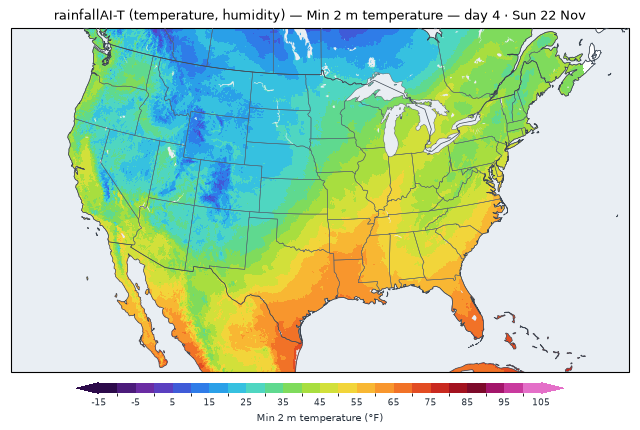 rainfallAI-T (temperature, humidity) — Min 2 m temperature — day 4 · Sun 22 Nov
-15 -5 5 15 25 35 45 55 65 75 85 95 105
Min 2 m temperature (°F)